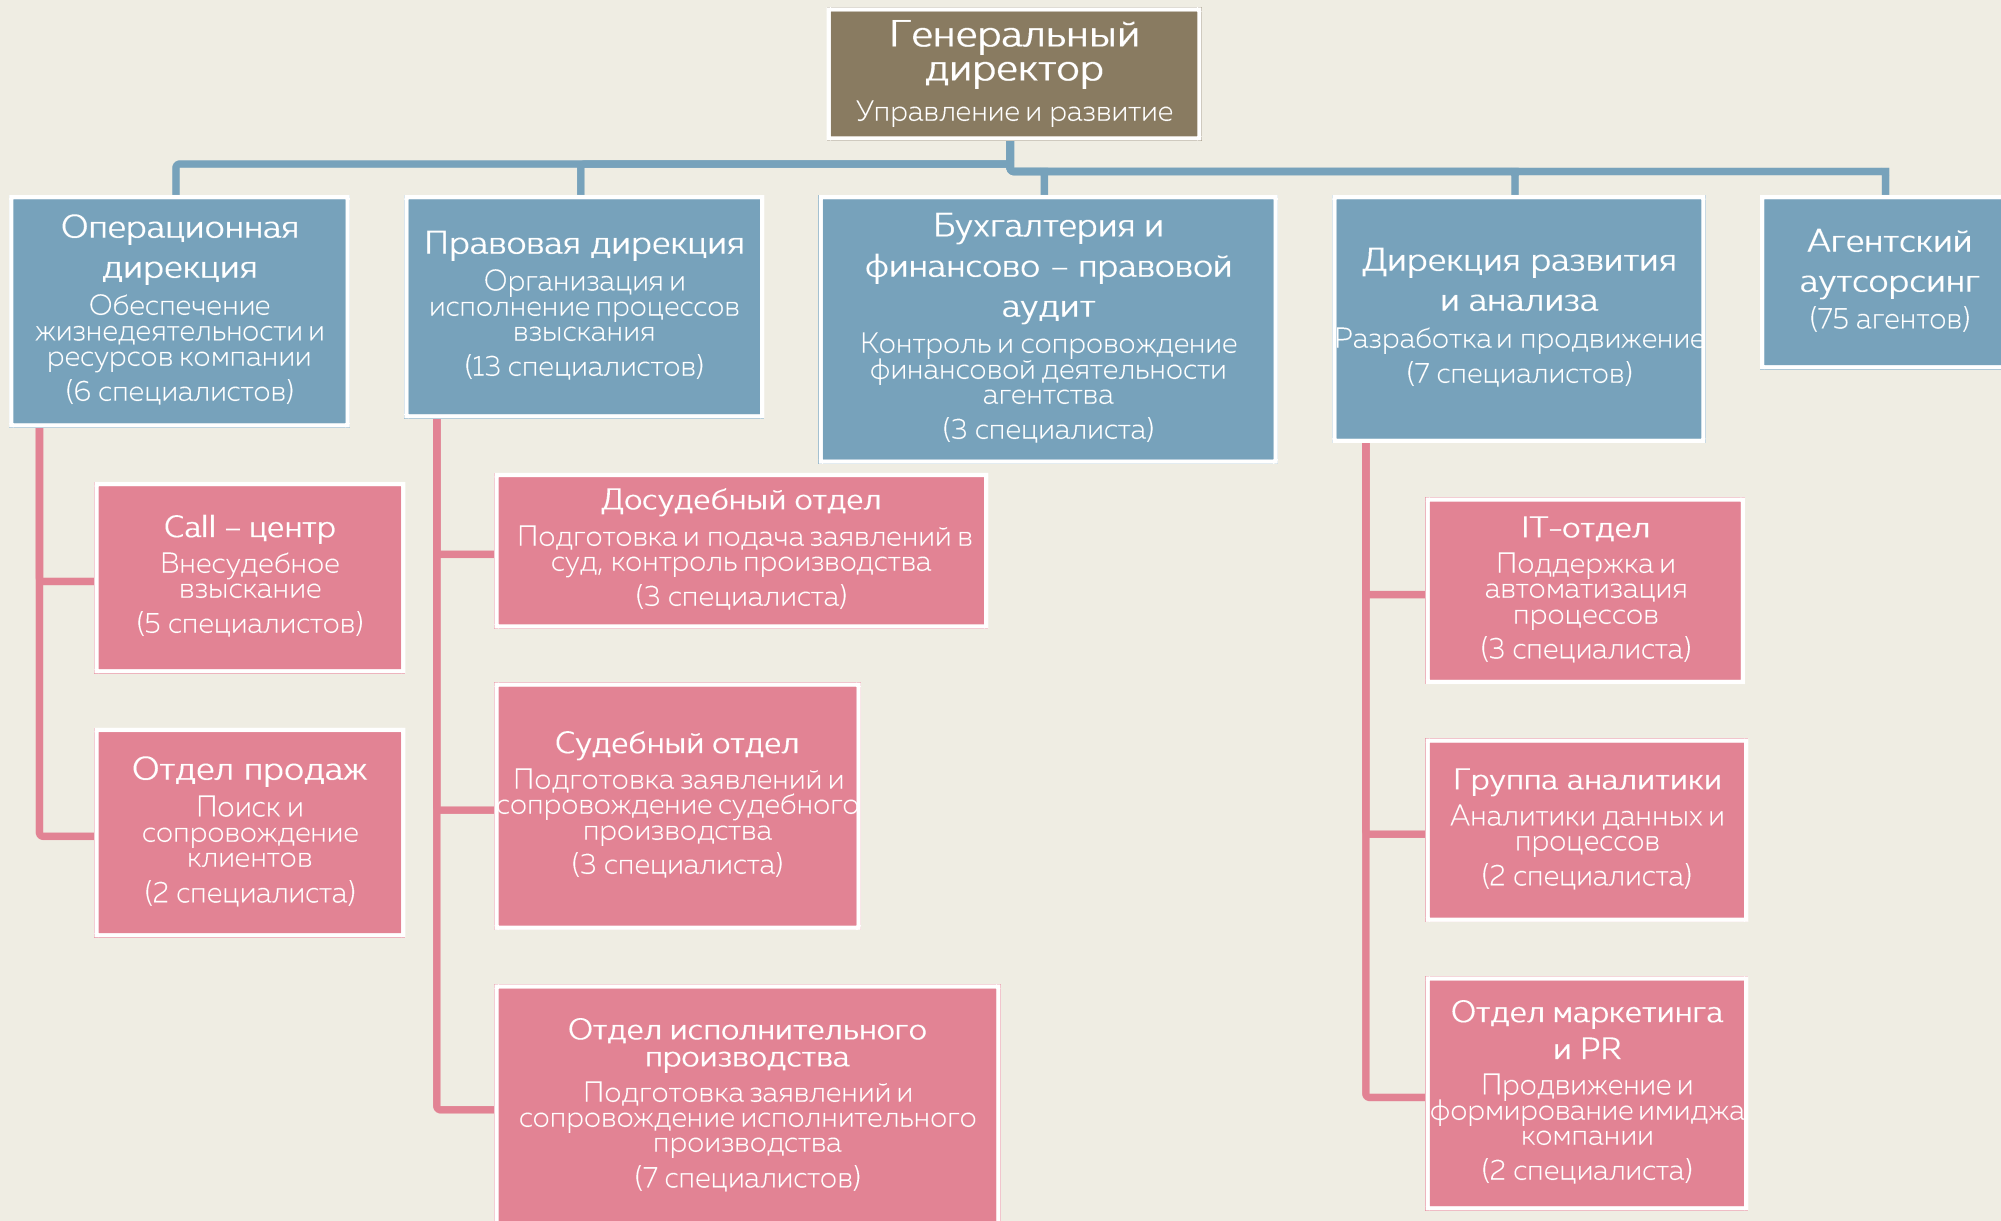 Генеральный
директор
Управление и развитие
Операционная
дирекция
Обеспечение
жизнедеятельности и
ресурсов компании
(6 специалистов)
Правовая дирекция
Организация и
исполнение процессов
взыскания
(13 специалистов)
Бухгалтерия и
финансово – правовой
аудит
Контроль и сопровождение
финансовой деятельности
агентства
(3 специалиста)
Дирекция развития
и анализа
Разработка и продвижение
(7 специалистов)
Агентский
аутсорсинг
(75 агентов)
Call – центр
Внесудебное
взыскание
(5 специалистов)
Отдел продаж
Поиск и
сопровождение
клиентов
(2 специалиста)
Досудебный отдел
Подготовка и подача заявлений в
суд, контроль производства
(3 специалиста)
Судебный отдел
Подготовка заявлений и
сопровождение судебного
производства
(3 специалиста)
Отдел исполнительного
производства
Подготовка заявлений и
сопровождение исполнительного
производства
(7 специалистов)
IT-отдел
Поддержка и
автоматизация
процессов
(3 специалиста)
Группа аналитики
Аналитики данных и
процессов
(2 специалиста)
Отдел маркетинга
и PR
Продвижение и
формирование имиджа
компании
(2 специалиста)